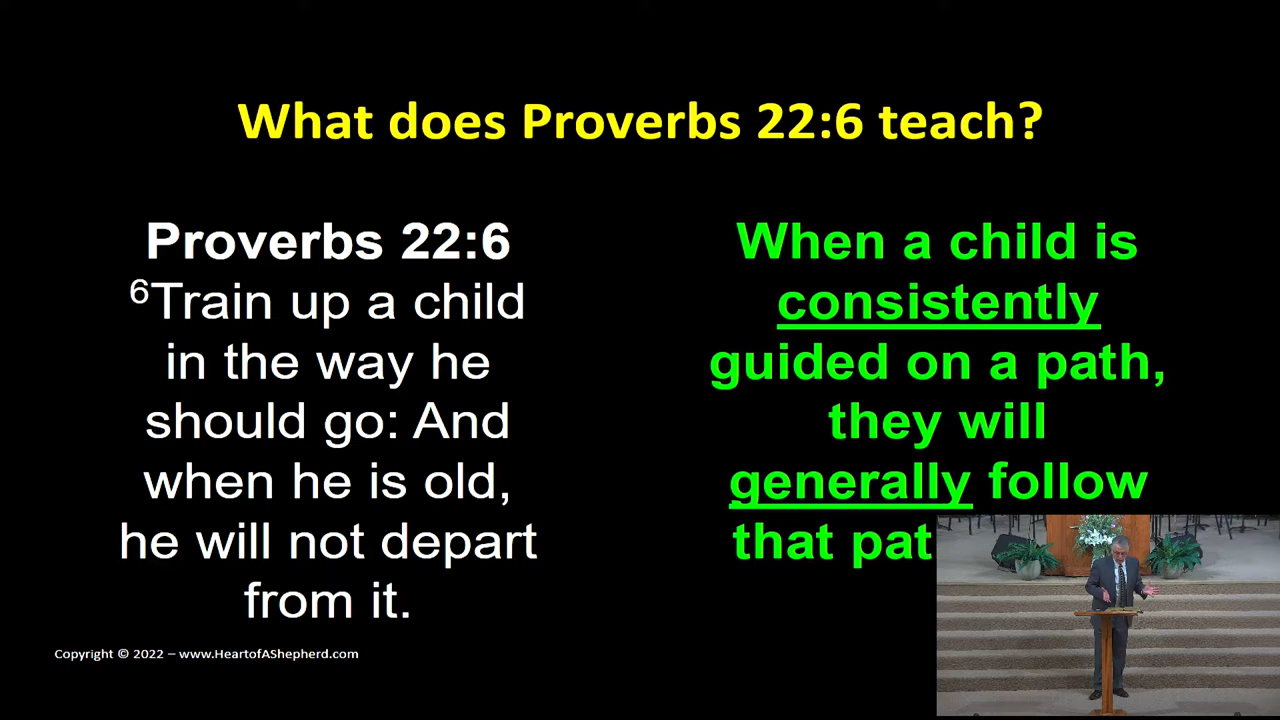 What does Proverbs 22:6 teach?
Proverbs 22:6
⁶Train up a child
in the way he
should go: And
when he is old,
he will not depart
from it.
When a child is
consistently
guided on a path,
they will
generally follow
that pat
Copyright © 2022 – www.HeartofAShepherd.com